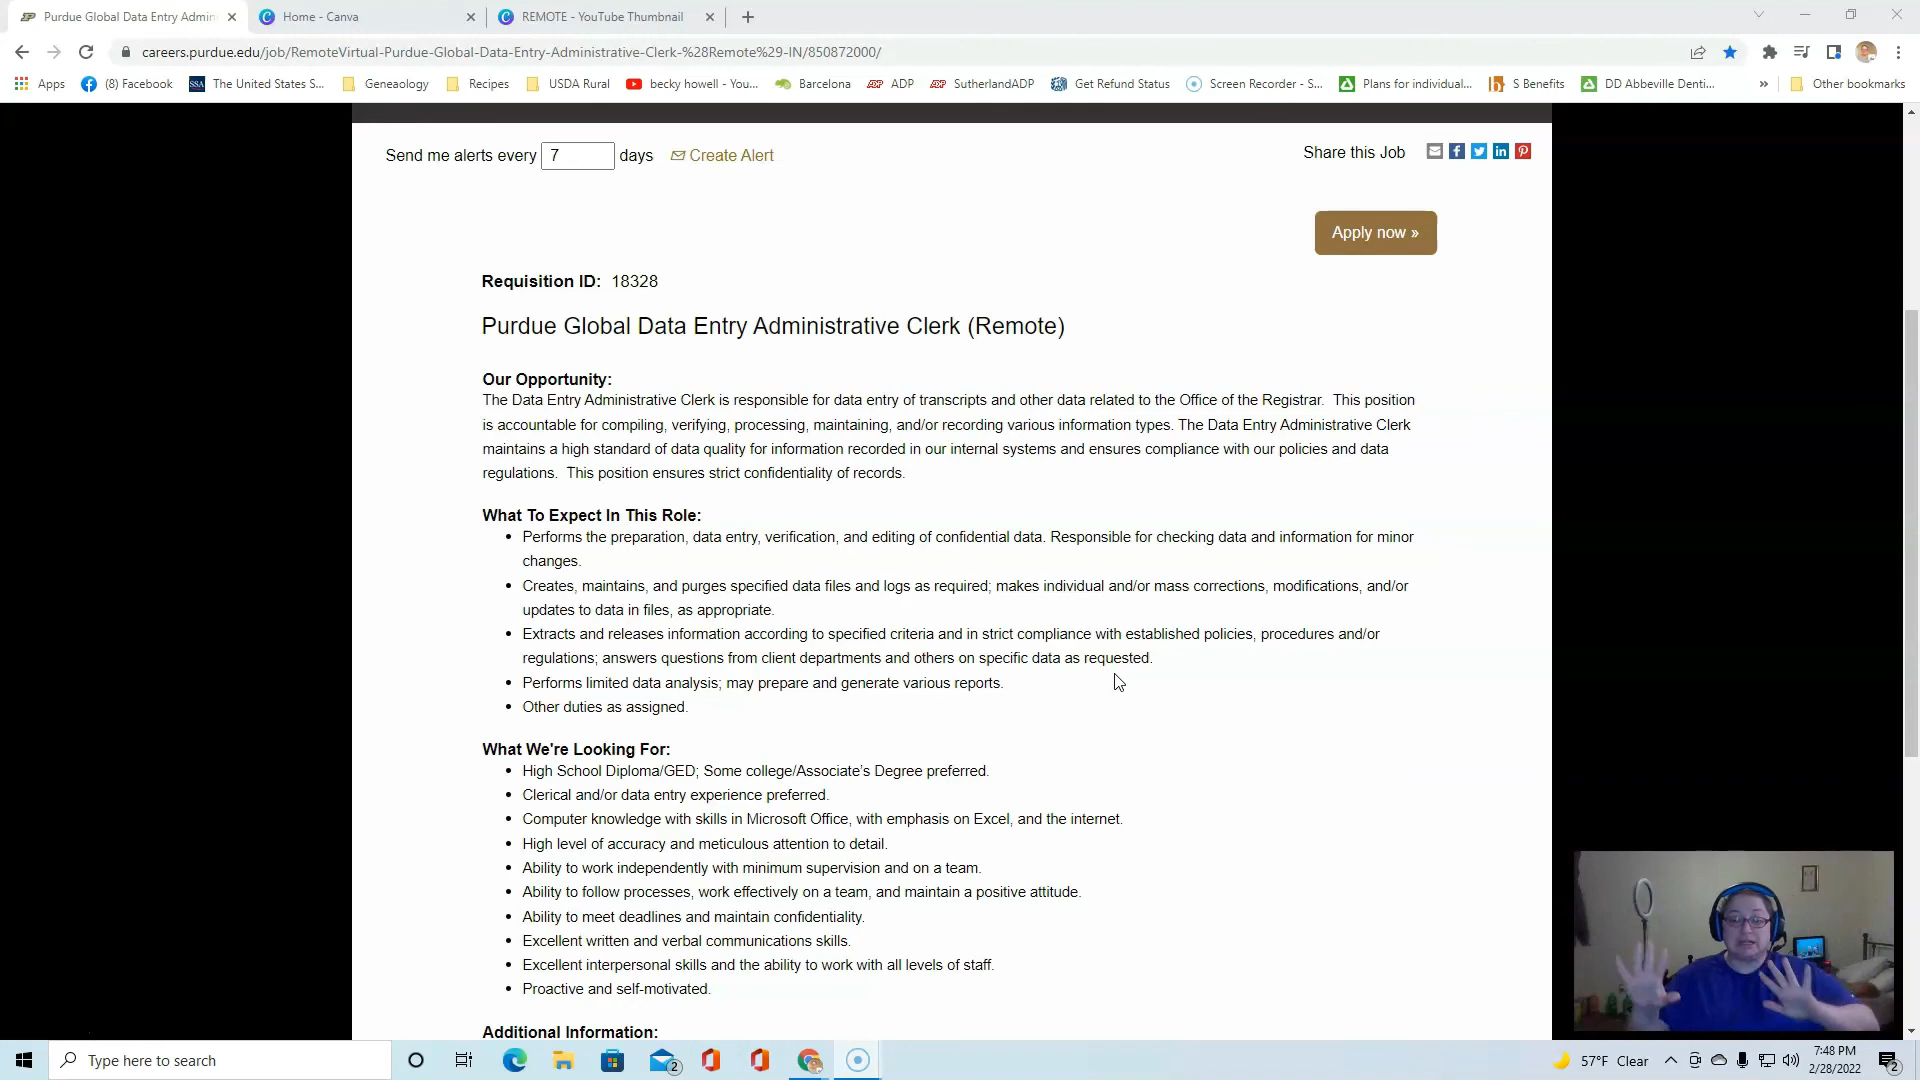 Purdue Global Data Entry Admin
Home - Canva
REMOTE - YouTube Thumbnail
careers.purdue.edu/job/RemoteVirtual-Purdue-Global-Data-Entry-Administrative-Clerk-%28Remote%29-IN/850872000/
Apps
(8) Facebook
SSA
The United States S...
Geneaology
Recipes
USDA Rural
becky howell - You...
Barcelona
ADP
SutherlandADP
Get Refund Status
Screen Recorder - S...
Plans for individual...
S Benefits
DD Abbeville Denti...
»
Other bookmarks
Send me alerts every 7 days Create Alert
Share this Job
Apply now »
Requisition ID: 18328
Purdue Global Data Entry Administrative Clerk (Remote)
Our Opportunity:
The Data Entry Administrative Clerk is responsible for data entry of transcripts and other data related to the Office of the Registrar. This position
is accountable for compiling, verifying, processing, maintaining, and/or recording various information types. The Data Entry Administrative Clerk
maintains a high standard of data quality for information recorded in our internal systems and ensures compliance with our policies and data
regulations. This position ensures strict confidentiality of records.
What To Expect In This Role:
• Performs the preparation, data entry, verification, and editing of confidential data. Responsible for checking data and information for minor
changes.
• Creates, maintains, and purges specified data files and logs as required; makes individual and/or mass corrections, modifications, and/or
updates to data in files, as appropriate.
• Extracts and releases information according to specified criteria and in strict compliance with established policies, procedures and/or
regulations; answers questions from client departments and others on specific data as requested.
• Performs limited data analysis; may prepare and generate various reports.
• Other duties as assigned.
What We're Looking For:
• High School Diploma/GED; Some college/Associate's Degree preferred.
• Clerical and/or data entry experience preferred.
• Computer knowledge with skills in Microsoft Office, with emphasis on Excel, and the internet.
• High level of accuracy and meticulous attention to detail.
• Ability to work independently with minimum supervision and on a team.
• Ability to follow processes, work effectively on a team, and maintain a positive attitude.
• Ability to meet deadlines and maintain confidentiality.
• Excellent written and verbal communications skills.
• Excellent interpersonal skills and the ability to work with all levels of staff.
• Proactive and self-motivated.
Additional Information:
Type here to search
2
57°F Clear
7:48 PM
2/28/2022
2